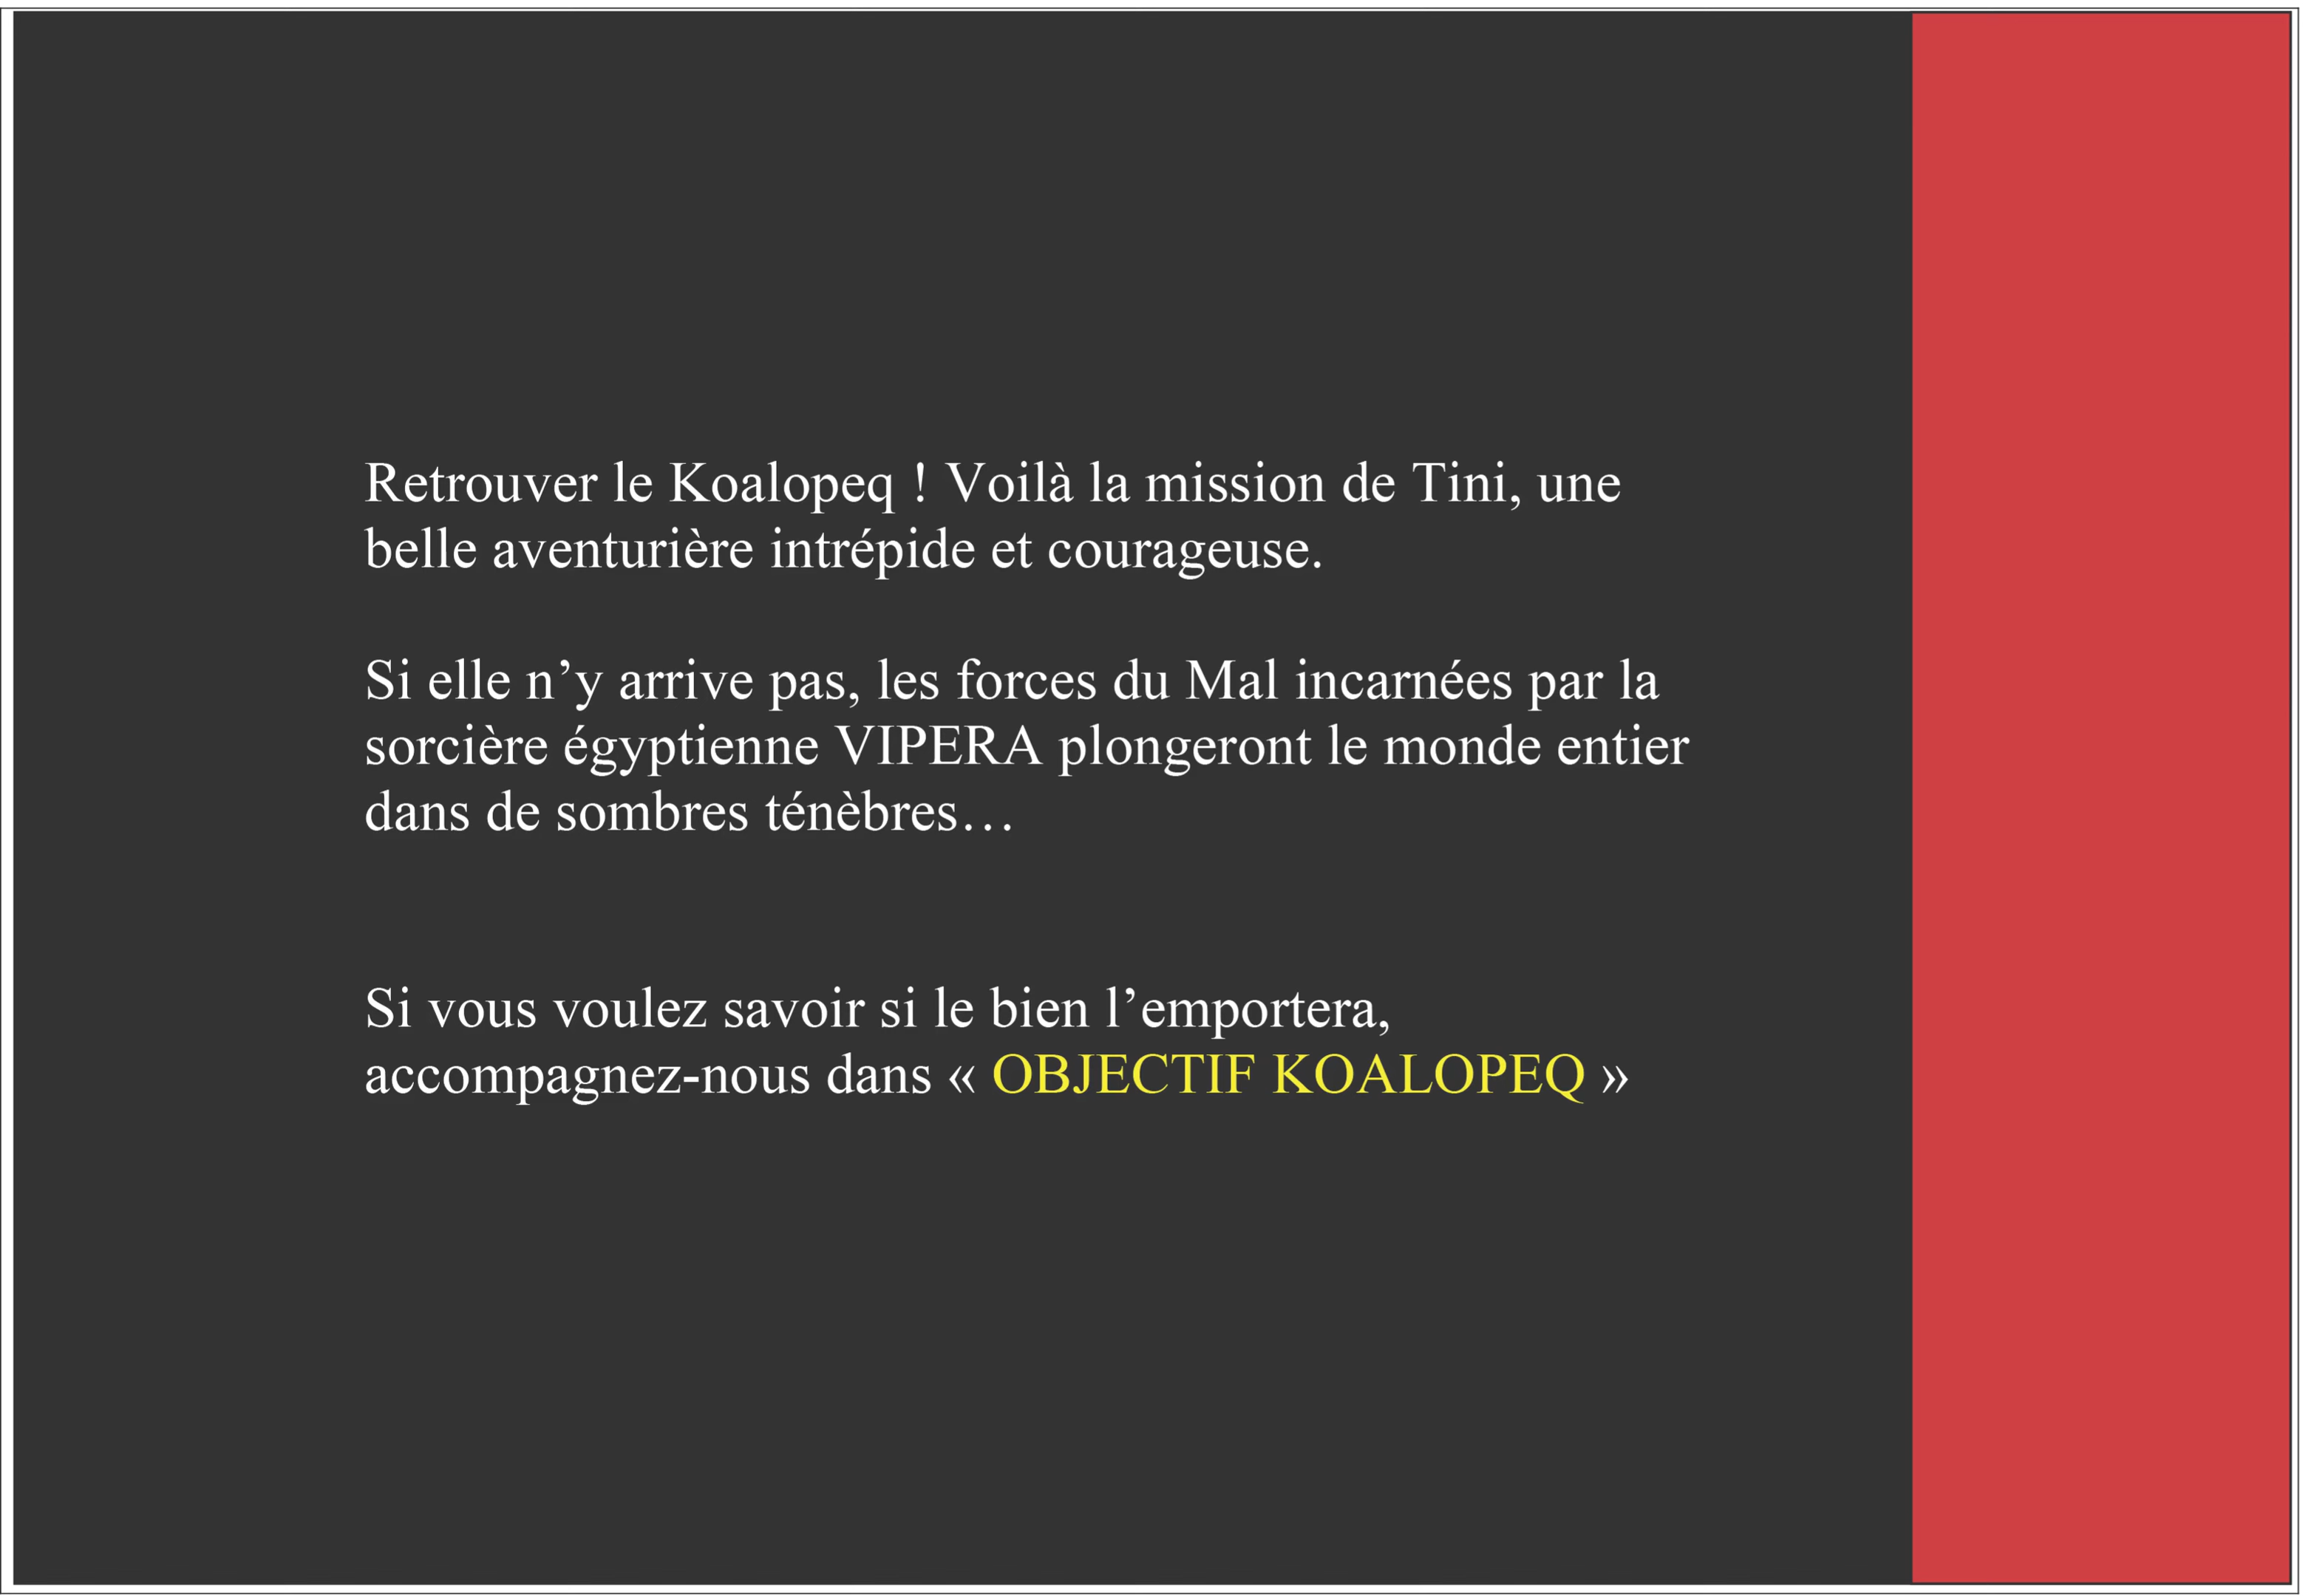 Retrouver le Koalopeq ! Voilà la mission de Tini, une
belle aventurière intrépide et courageuse.
Si elle n’y arrive pas, les forces du Mal incarnées par la
sorcière égyptienne VIPERA plongeront le monde entier
dans de sombres ténèbres…
Si vous voulez savoir si le bien l’emportera,
accompagnez-nous dans « OBJECTIF KOALOPEQ »